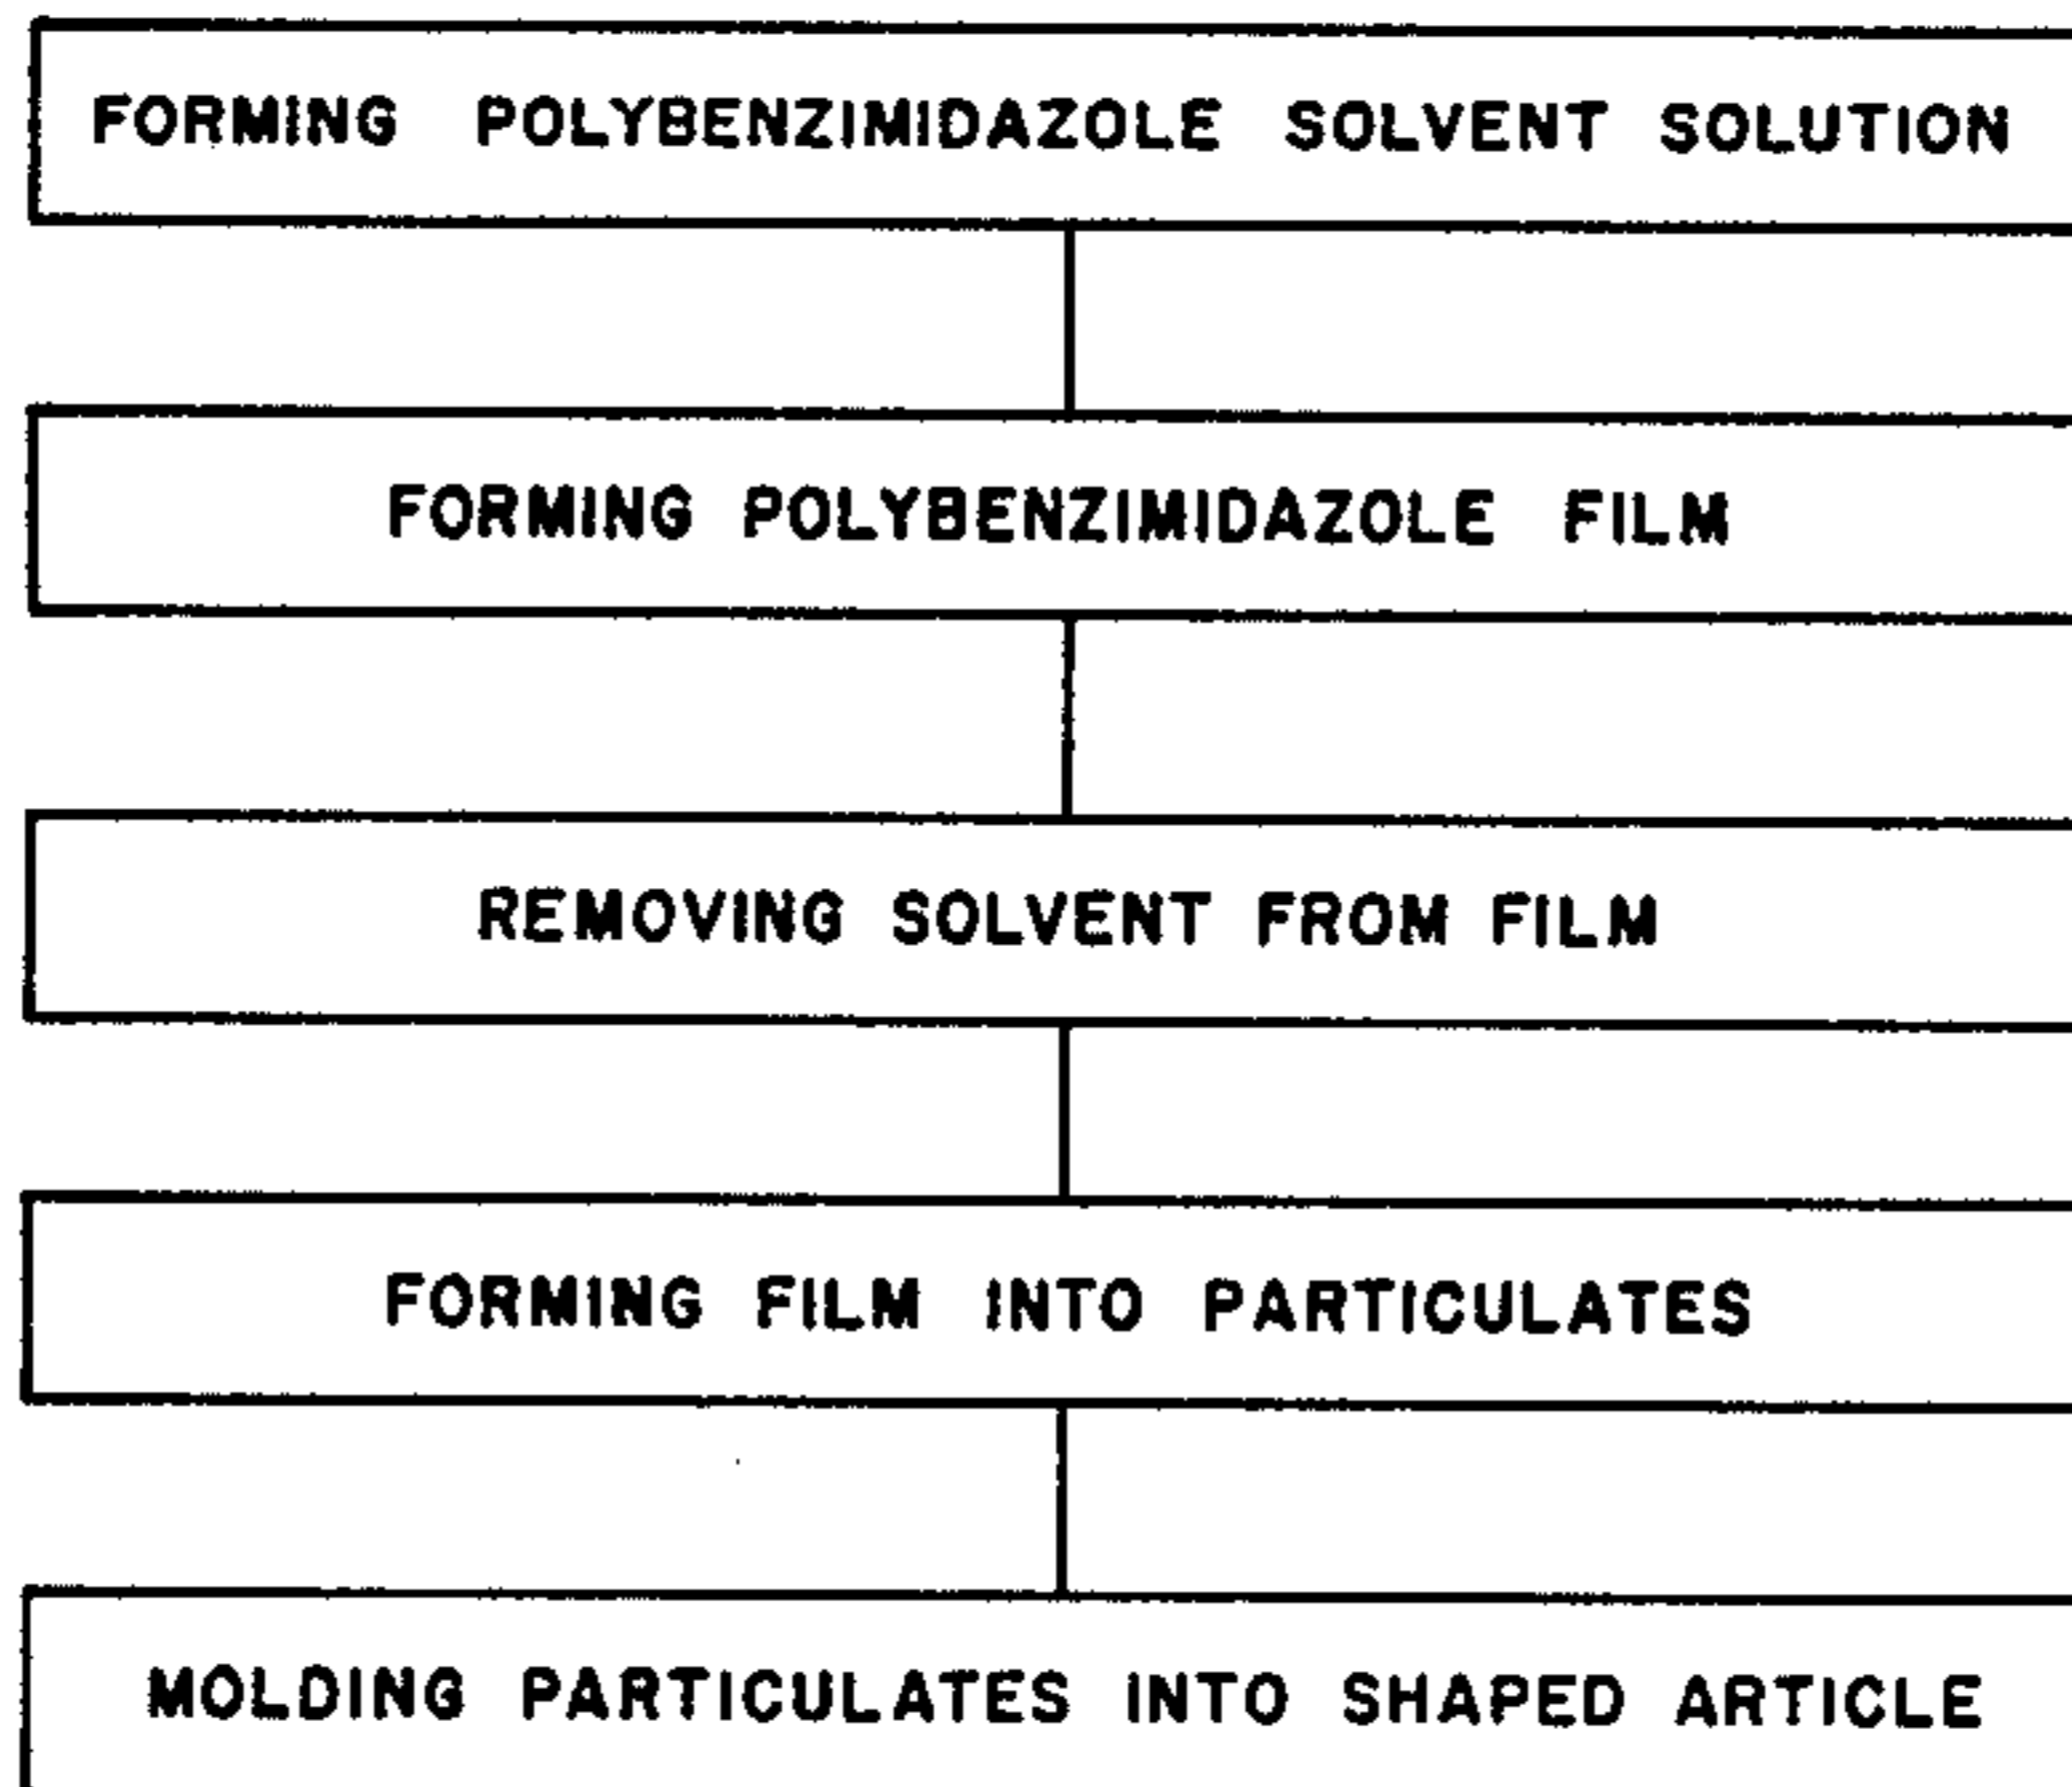 FORMING POLYBENZIMIDAZOLE SOLVENT SOLUTION
FORMING POLYBENZIMIDAZOLE FILM
REMOVING SOLVENT FROM FILM
FORMING FILM INTO PARTICULATES
MOLDING PARTICULATES INTO SHAPED ARTICLE